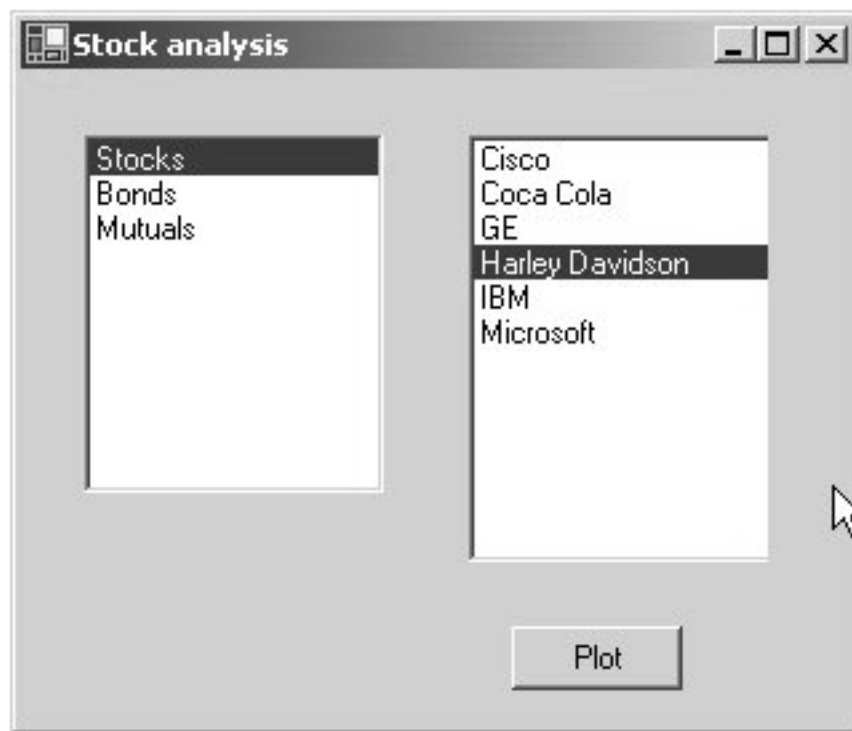 Stock analysis
Stocks
Bonds
Mutuals
Cisco
Coca Cola
GE
Harley Davidson
IBM
Microsoft
Plot